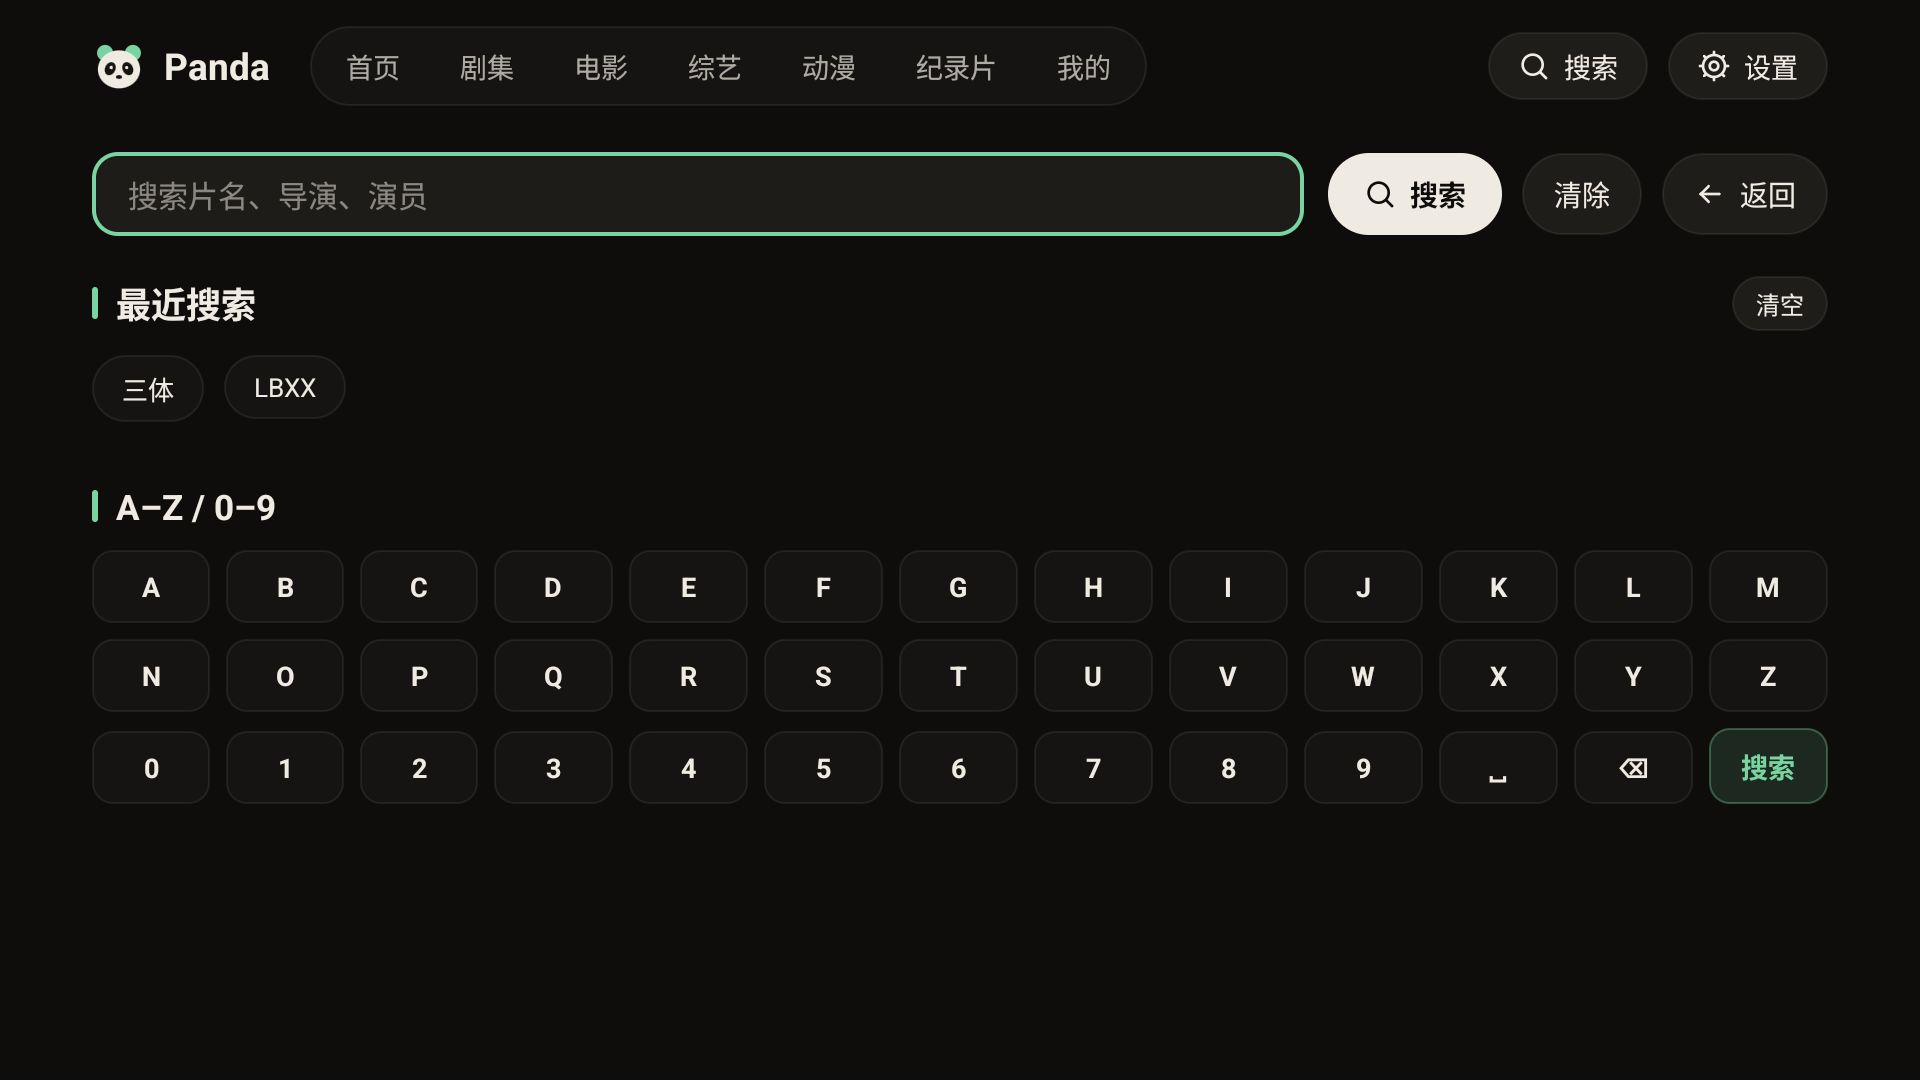 Panda 首页 剧集 电影 综艺 动漫 纪录片 我的 搜索 设置
搜索片名、导演、演员 搜索 清除 返回
最近搜索 清空
三体 LBXX
A–Z / 0–9
A B C D E F G H I J K L M
N O P Q R S T U V W X Y Z
0 1 2 3 4 5 6 7 8 9 ␣ ⌫ 搜索